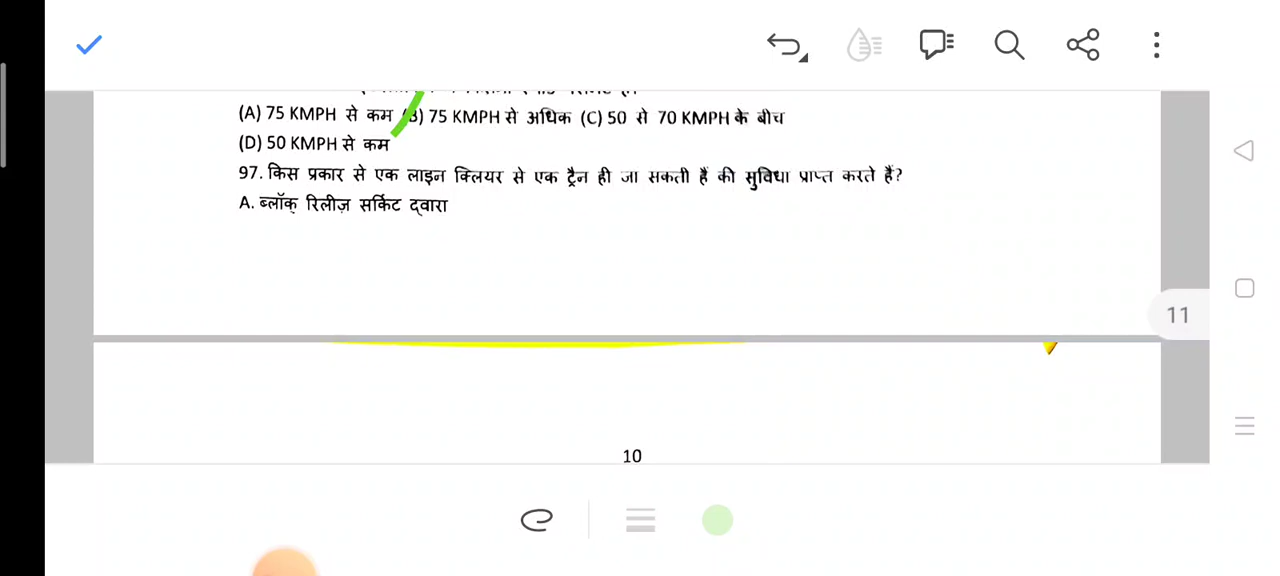 (A) 75 KMPH से कम (B) 75 KMPH से अधिक (C) 50 से 70 KMPH के बीच
(D) 50 KMPH से कम
97. किस प्रकार से एक लाइन क्लियर से एक ट्रैन ही जा सकती हैं की सुविधा प्राप्त करते हैं?
A. ब्लॉक् रिलीज़ सर्किट द्वारा
11
10